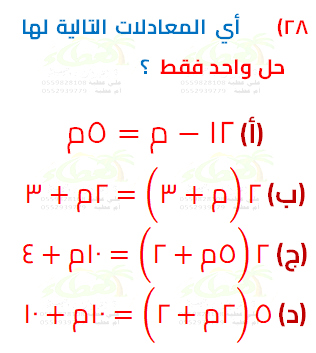 ٢٨) أي المعادلات التالية لها
حل واحد فقط ؟
(أ) ١٢ − م = ٥م
(ب) ٢(م + ٣) = ٢م + ٣
(ج) ٢(٥م + ٢) = ١٠م + ٤
(د) ٥(٢م + ٢) = ١٠م + ١٠